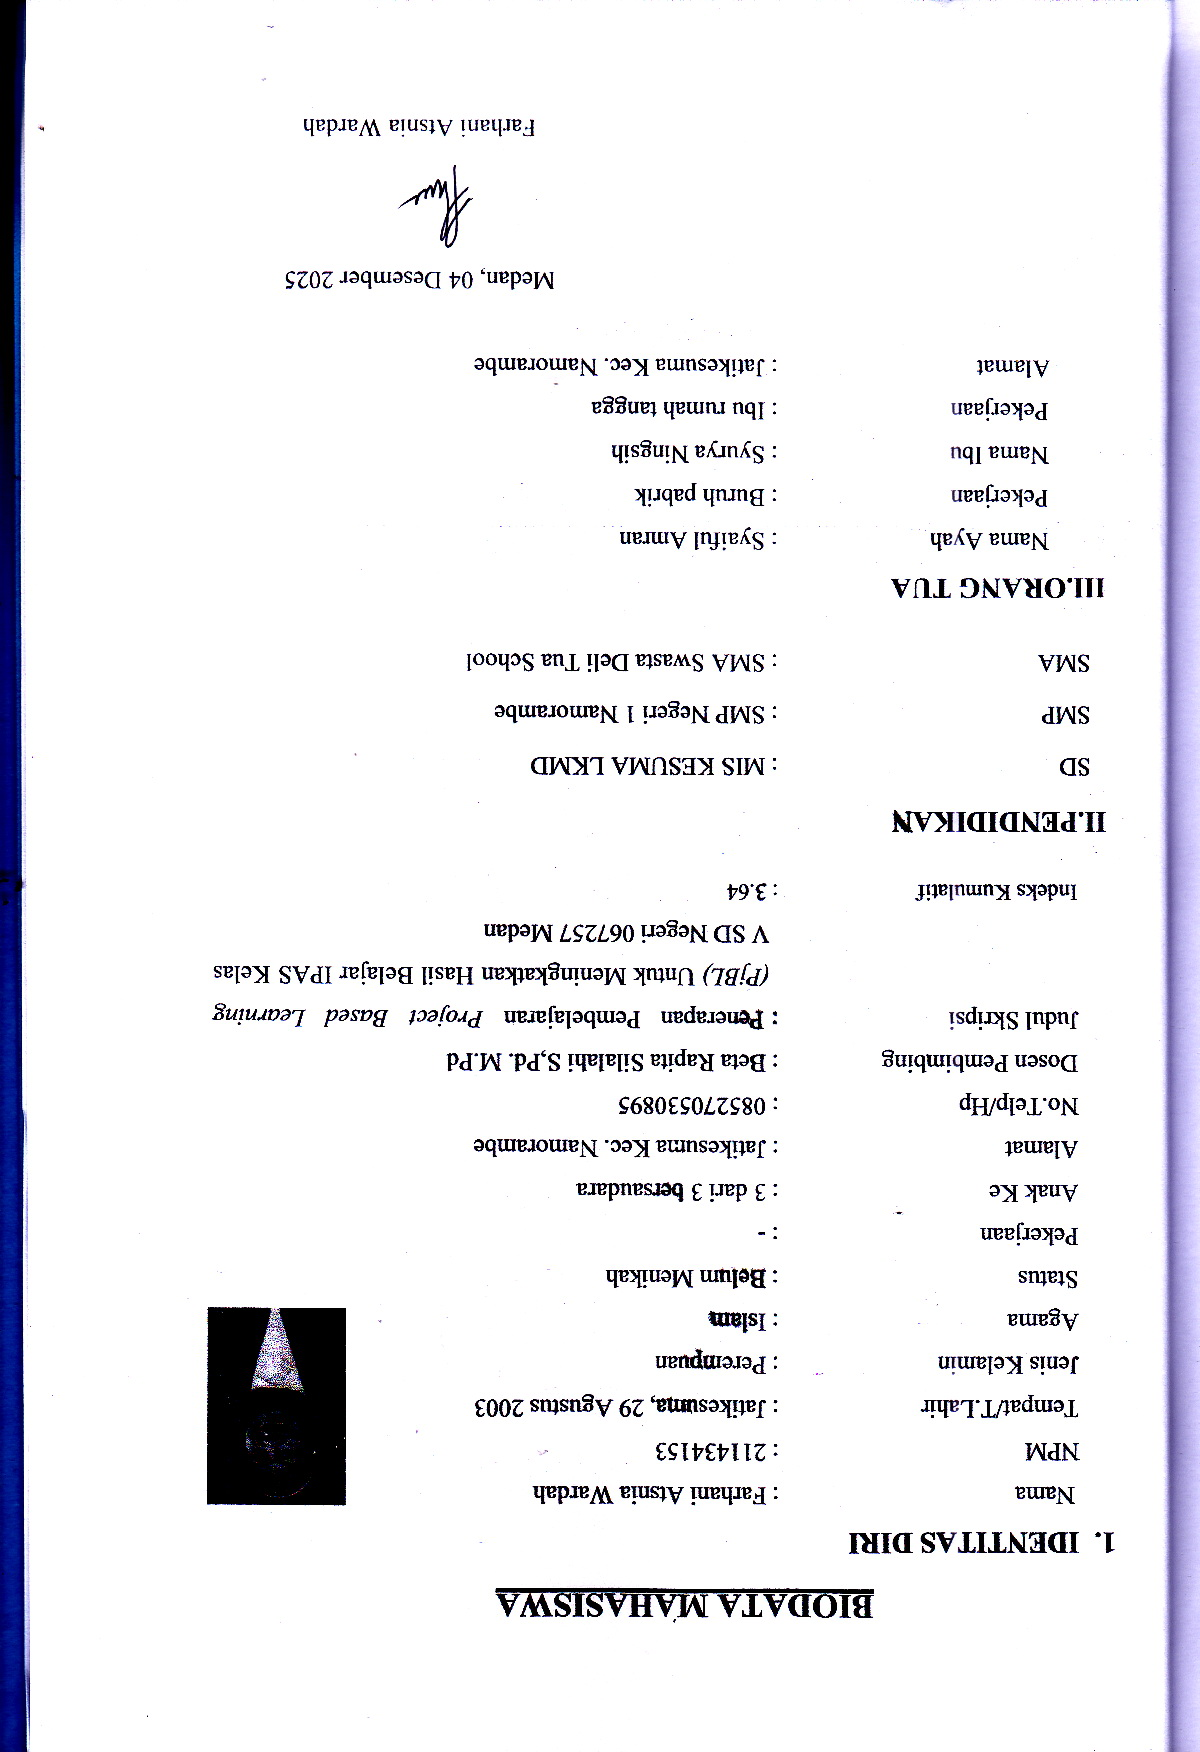 BIODATA MAHASISWA
1. IDENTITAS DIRI
Nama : Farhani Atsnia Wardah
NPM : 211434153
Tempat/T.Lahir : Jatikesuma, 29 Agustus 2003
Jenis Kelamin : Perempuan
Agama : Islam
Status : Belum Menikah
Pekerjaan : -
Anak Ke : 3 dari 3 bersaudara
Alamat : Jatikesuma Kec. Namorambe
No.Telp/Hp : 085270530895
Dosen Pembimbing : Beta Rapita Silalahi S,Pd. M.Pd
Judul Skripsi : Penerapan Pembelajaran Project Based Learning
(PjBL) Untuk Meningkatkan Hasil Belajar IPAS Kelas
V SD Negeri 067257 Medan
Indeks Kumulatif : 3.64
II.PENDIDIKAN
SD : MIS KESUMA LKMD
SMP : SMP Negeri 1 Namorambe
SMA : SMA Swasta Deli Tua School
III.ORANG TUA
Nama Ayah : Syaiful Amran
Pekerjaan : Buruh pabrik
Nama Ibu : Syurya Ningsih
Pekerjaan : Ibu rumah tangga
Alamat : Jatikesuma Kec. Namorambe
Medan, 04 Desember 2025
Farhani Atsnia Wardah